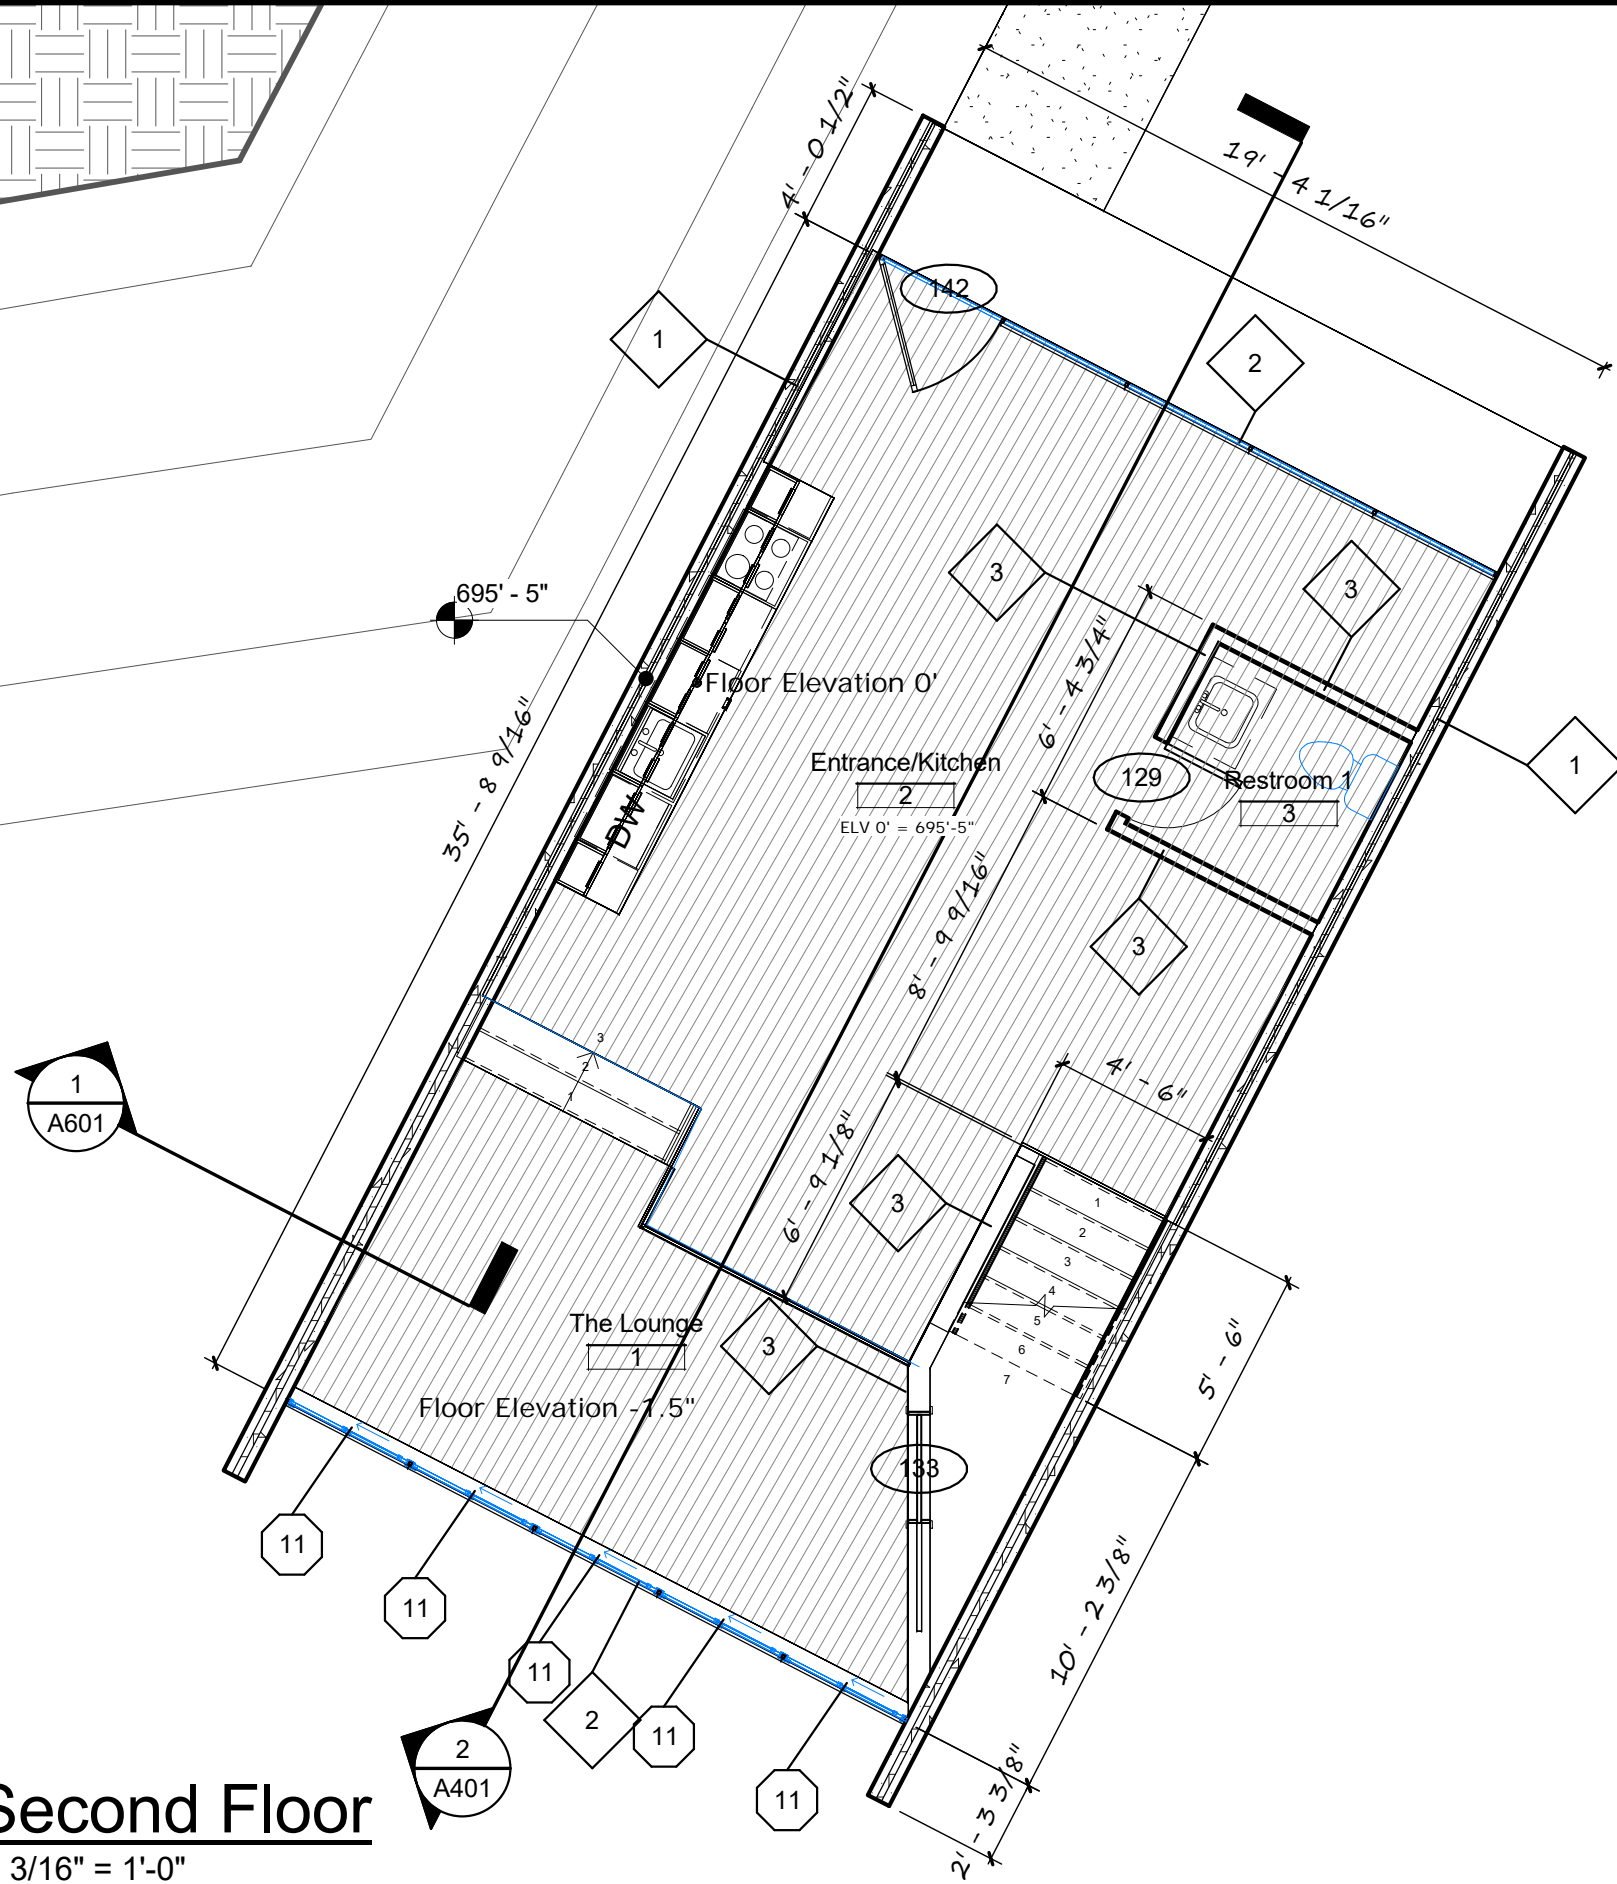 4' - 0 1/2"
19' - 4 1/16"
142
1
2
3
3
695' - 5"
6' - 4 3/4"
Floor Elevation 0'
35' - 8 9/16"
Entrance/Kitchen
2
ELV 0' = 695'-5"
129
Restroom 1
3
1
DW
8' - 9 9/16"
3
3
2
1
1
A601
4' - 6"
6' - 9 1/8"
3
1
2
3
4
5
6
7
The Lounge
1
3
5' - 6"
Floor Elevation -1.5"
133
11
11
11
2
11
11
10' - 2 3/8"
2' - 3 3/8"
2
A401
Second Floor
3/16" = 1'-0"